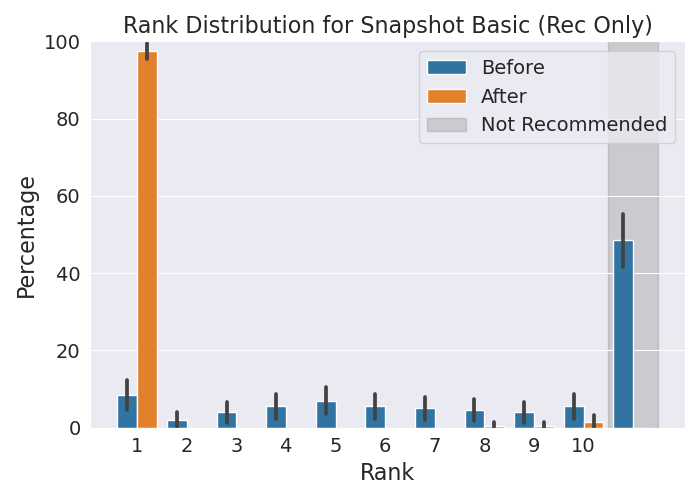 Rank Distribution for Snapshot Basic (Rec Only)
100
80
60
40
20
0
Percentage
Before
After
Not Recommended
1 2 3 4 5 6 7 8 9 10
Rank